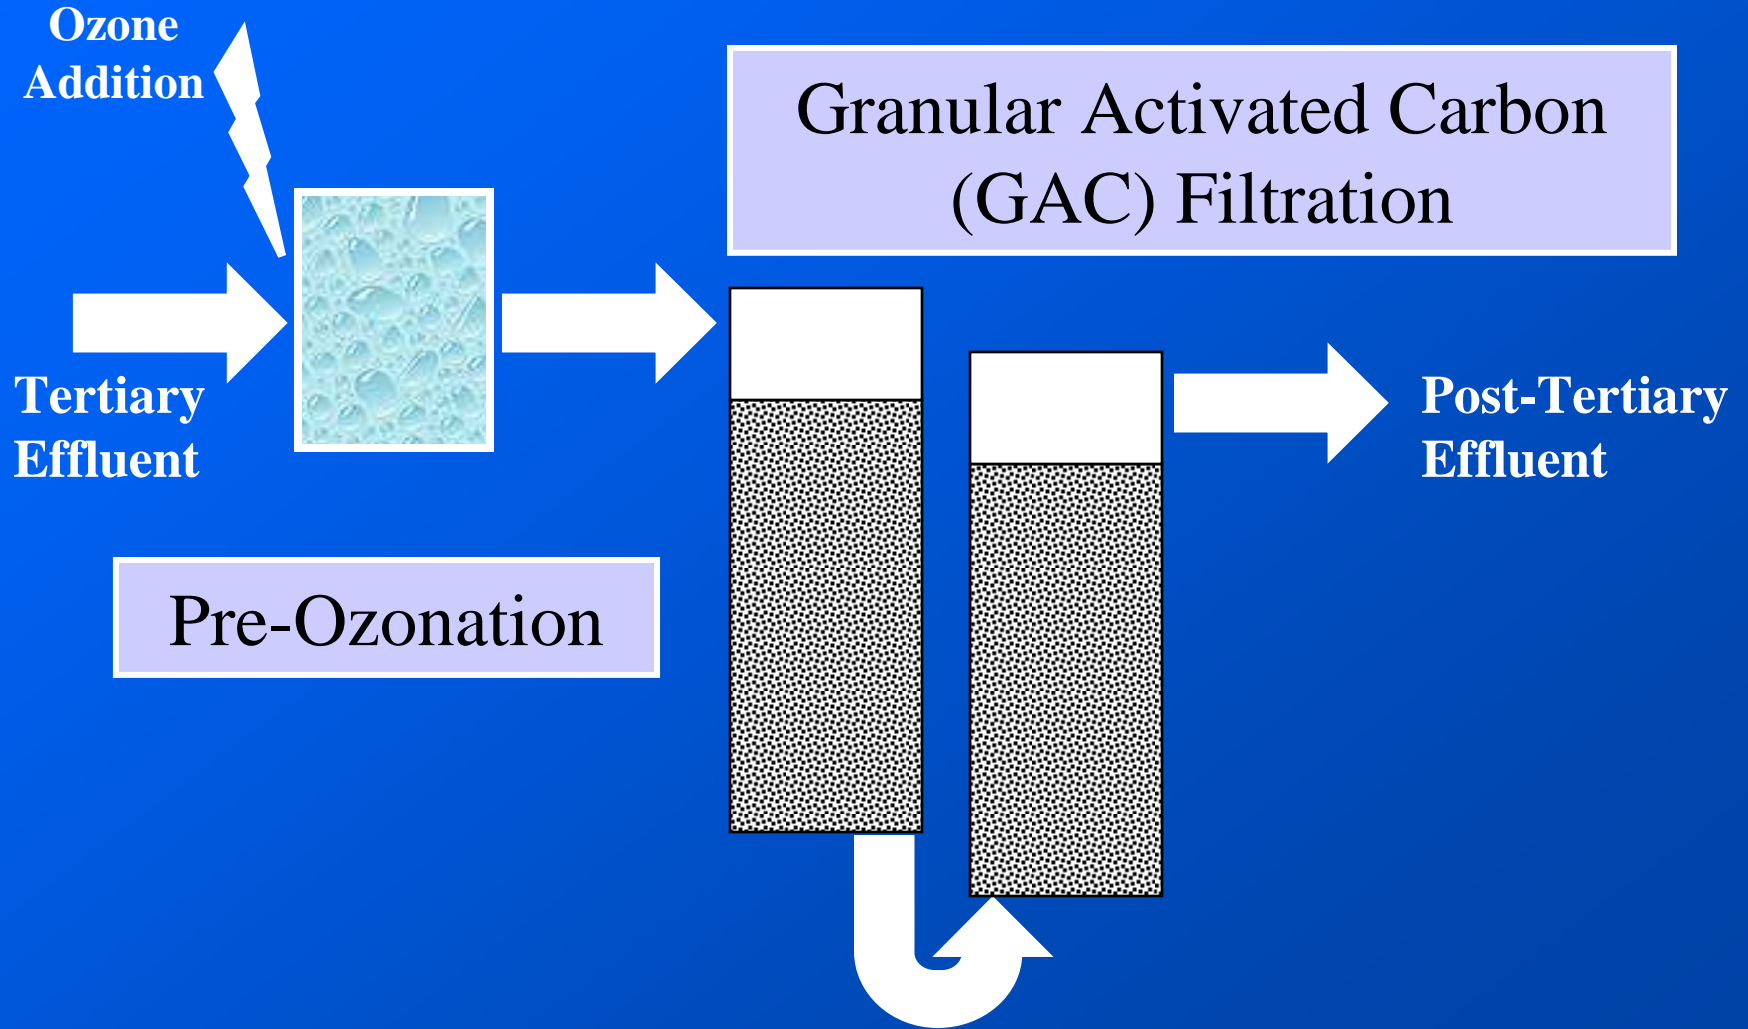 Ozone
Addition
Granular Activated Carbon
(GAC) Filtration
Tertiary
Effluent
Post-Tertiary
Effluent
Pre-Ozonation